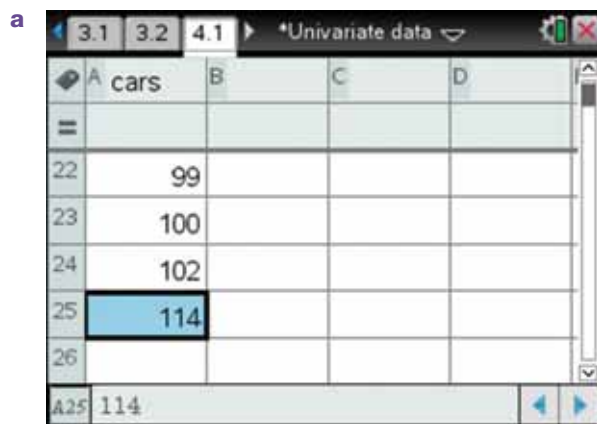 a
3.1 3.2 4.1 *Univariate data
A cars B C D
=
22 99
23 100
24 102
25 114
26
A25 114